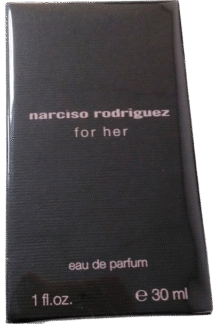 narciso rodriguez
for her
eau de parfum
1 fl.oz. ℮ 30 ml